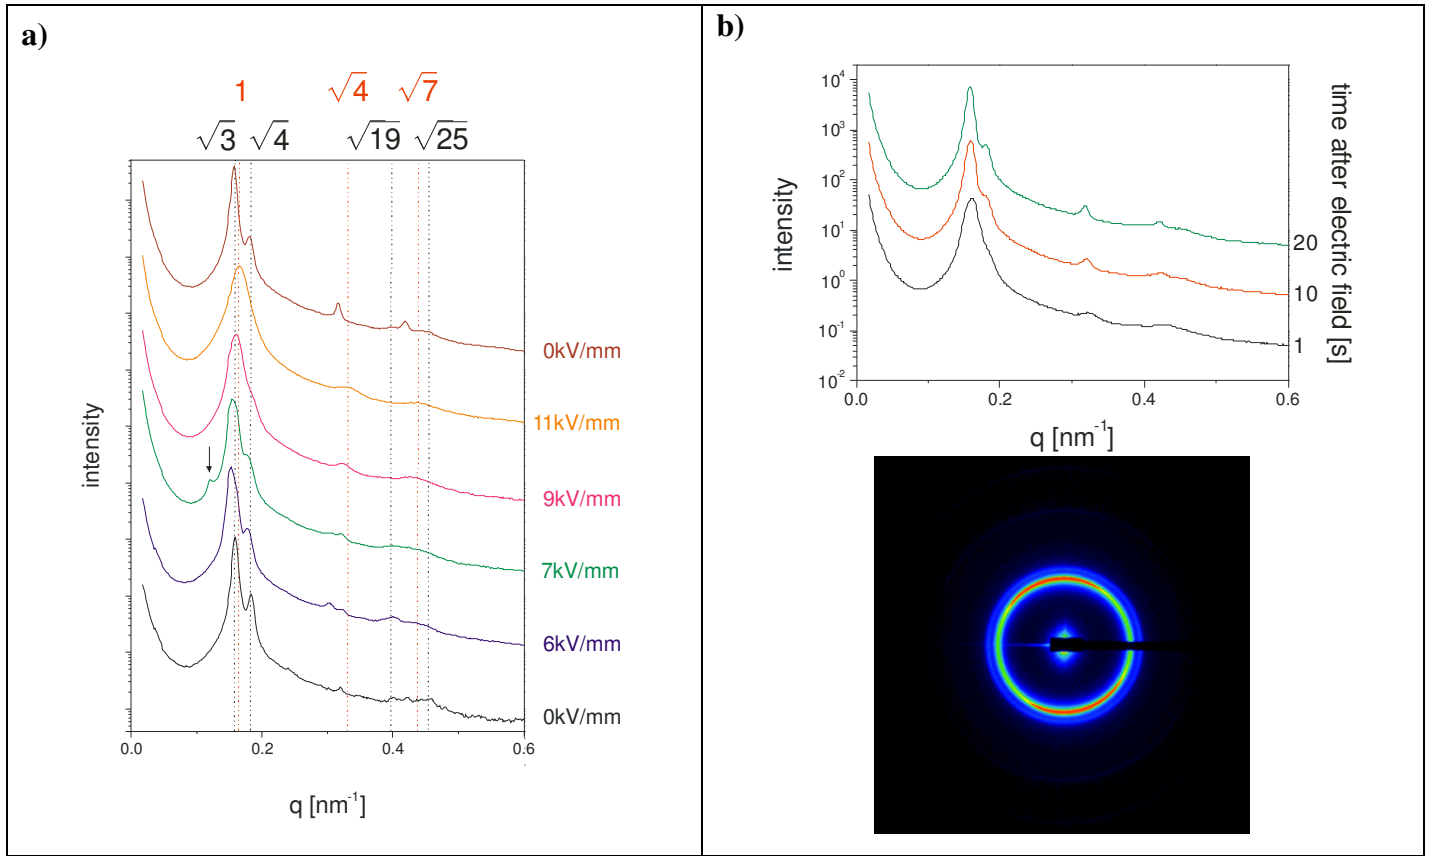 a)
1 √4 √7
√3 √4 √19 √25
intensity
0kV/mm
11kV/mm
9kV/mm
7kV/mm
6kV/mm
0kV/mm
0.0 0.2 0.4 0.6
q [nm⁻¹]
b)
10⁴
10³
10²
10¹
10⁰
10⁻¹
10⁻²
intensity
20
10
1
time after electric field [s]
0.0 0.2 0.4 0.6
q [nm⁻¹]